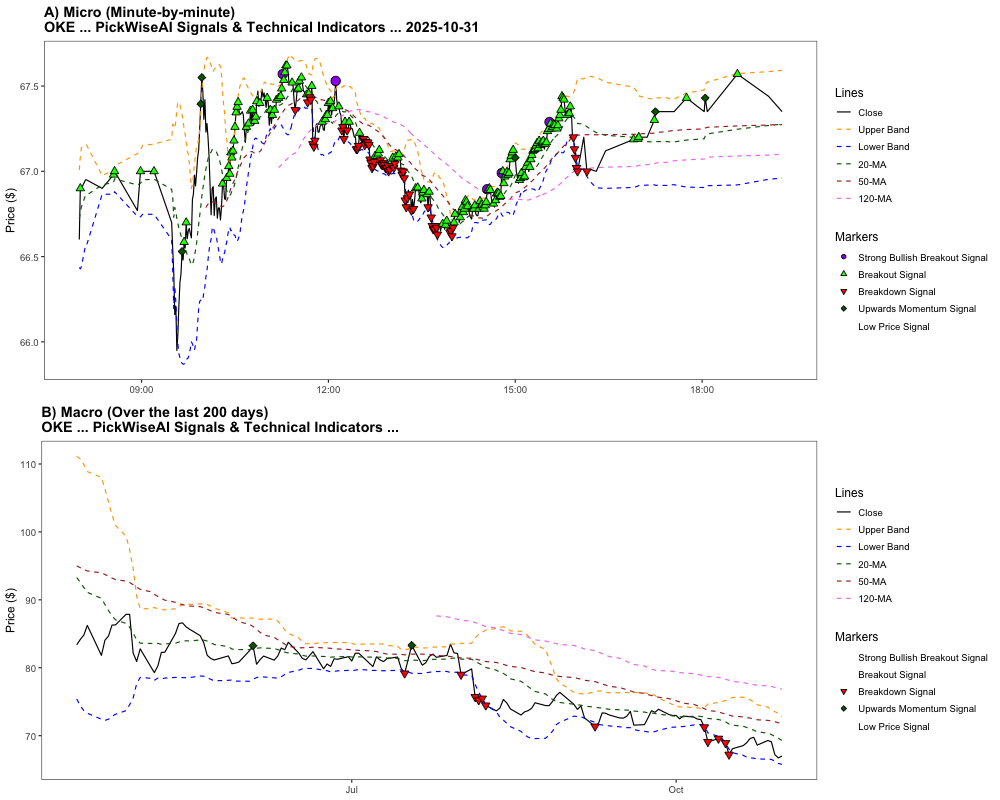 A) Micro (Minute-by-minute)
OKE ... PickWiseAI Signals & Technical Indicators ... 2025-10-31
Price ($)
67.5
67.0
66.5
66.0
09:00
12:00
15:00
18:00
Lines
Close
Upper Band
Lower Band
20-MA
50-MA
120-MA
Markers
Strong Bullish Breakout Signal
Breakout Signal
Breakdown Signal
Upwards Momentum Signal
Low Price Signal
B) Macro (Over the last 200 days)
OKE ... PickWiseAI Signals & Technical Indicators ...
Price ($)
110
100
90
80
70
Jul
Oct
Lines
Close
Upper Band
Lower Band
20-MA
50-MA
120-MA
Markers
Strong Bullish Breakout Signal
Breakout Signal
Breakdown Signal
Upwards Momentum Signal
Low Price Signal